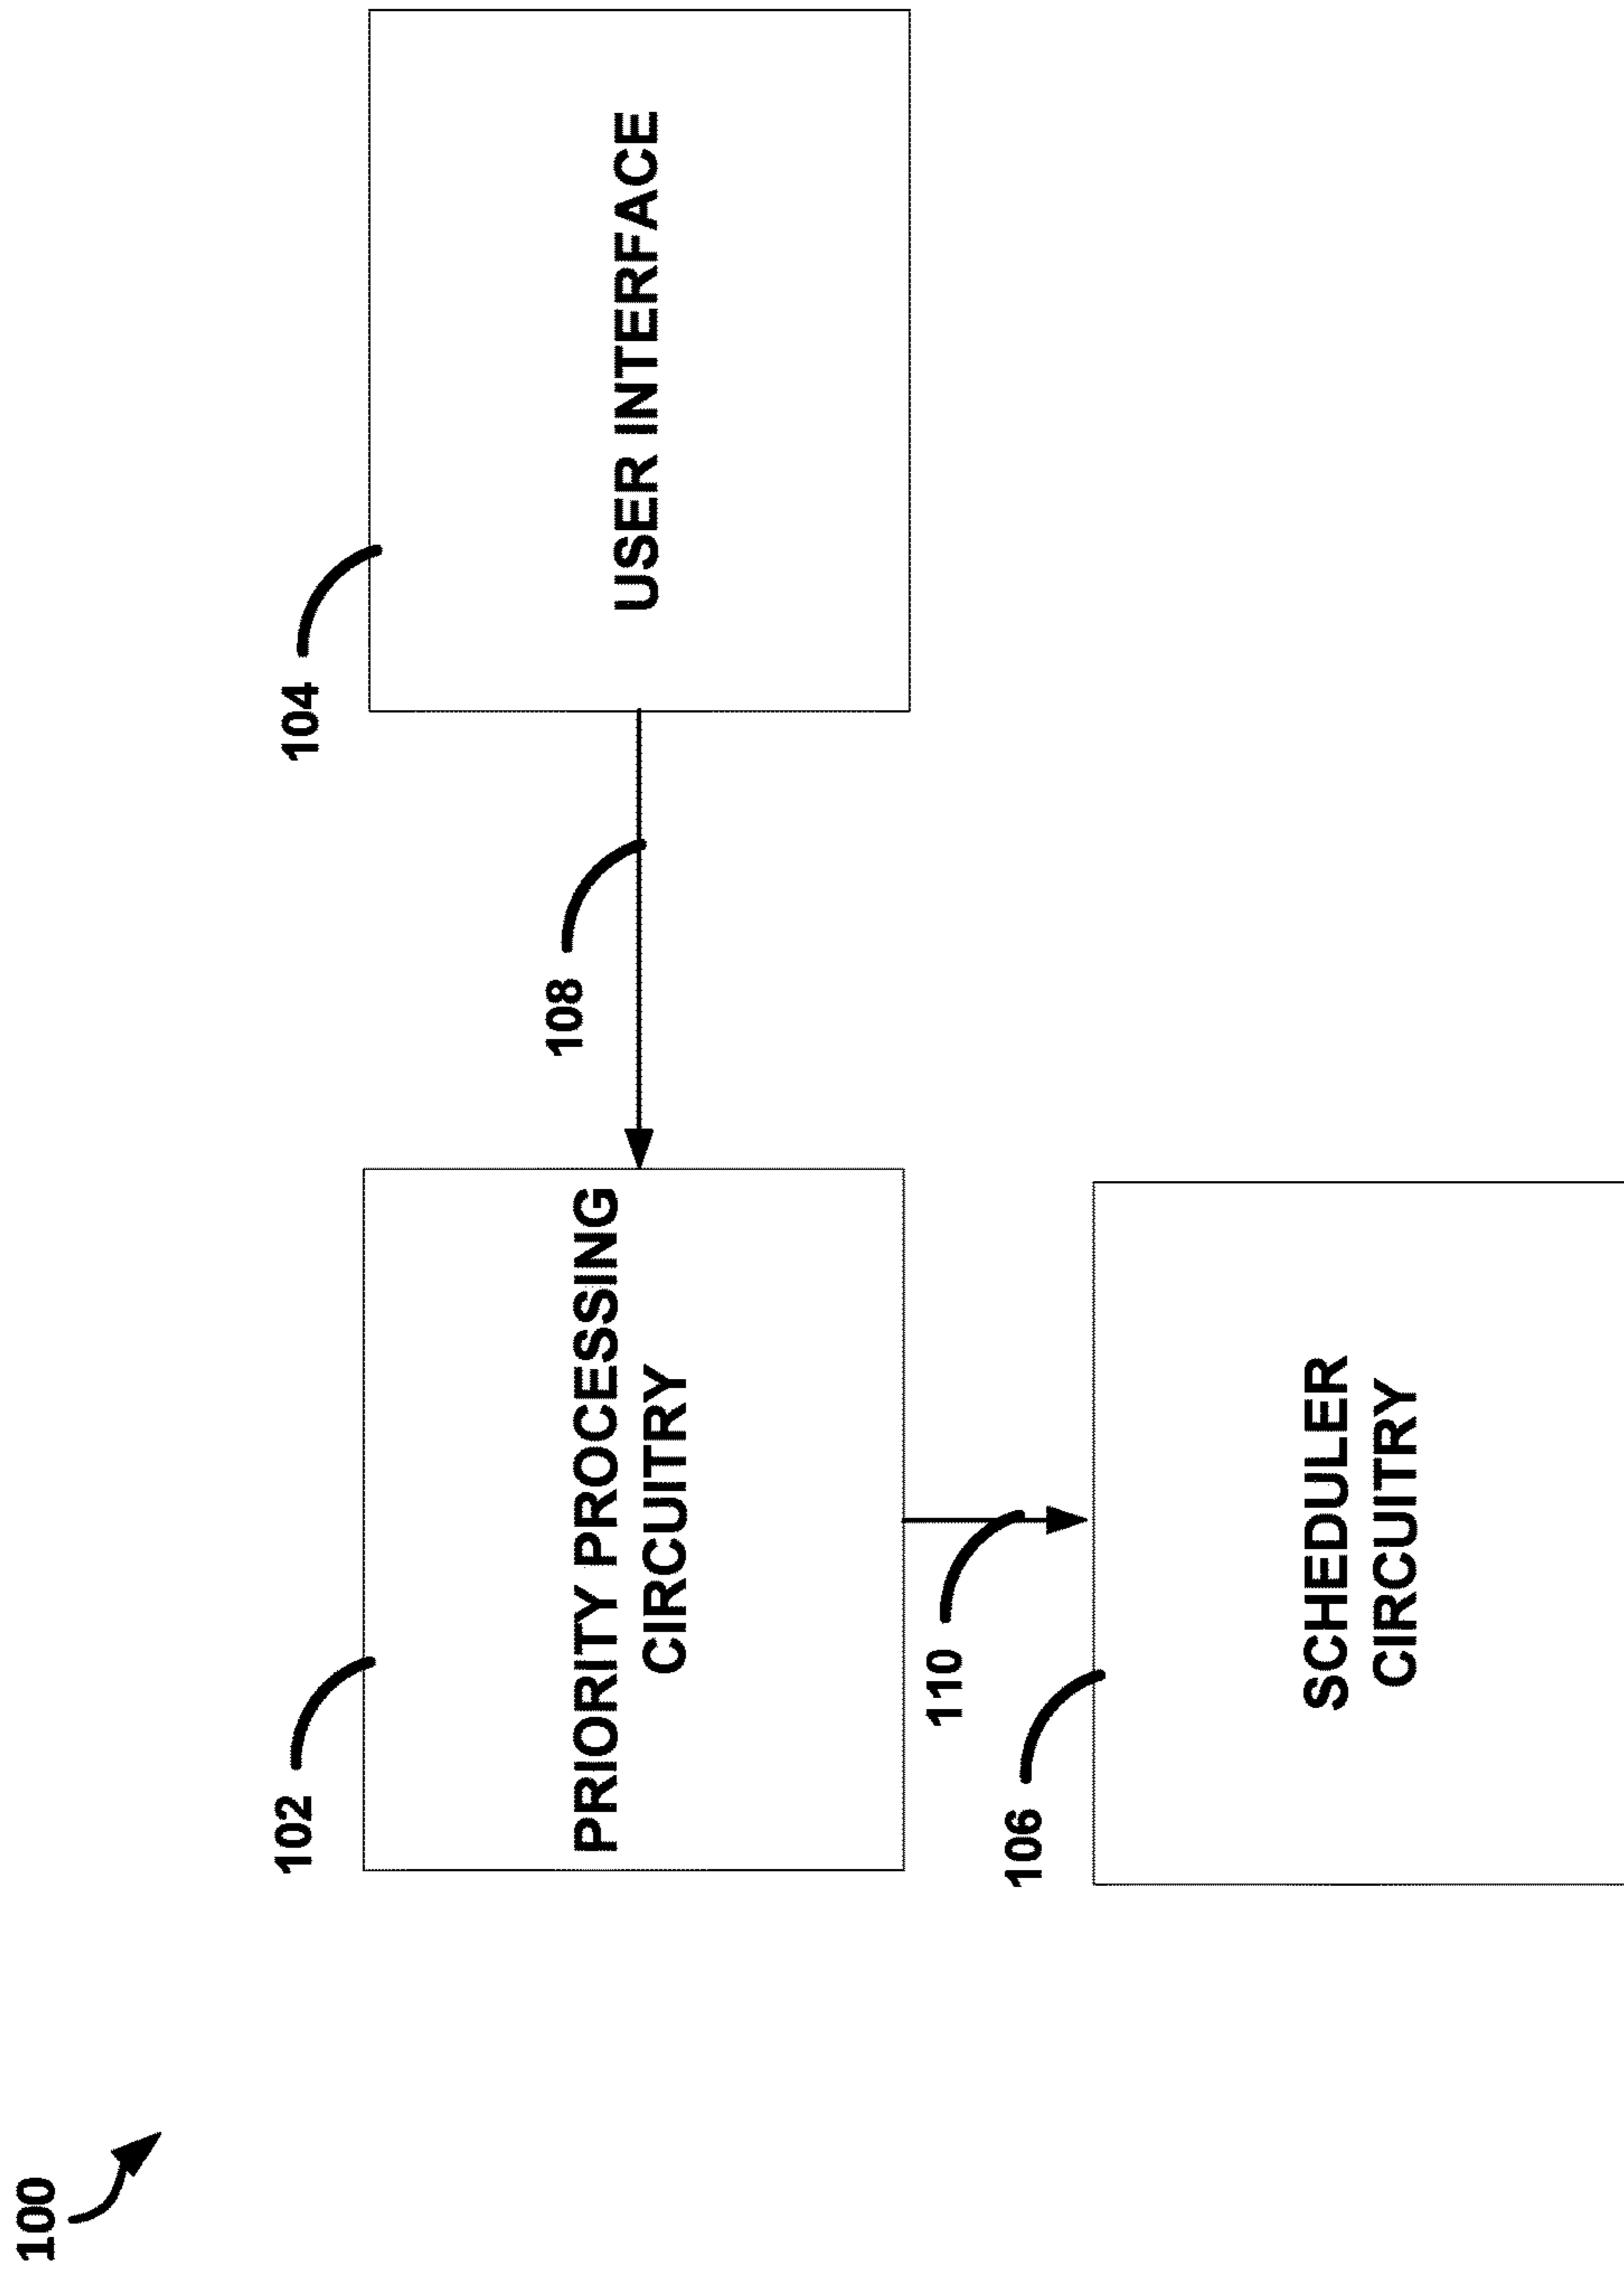 100
102
PRIORITY PROCESSING
CIRCUITRY
108
104
USER INTERFACE
110
106
SCHEDULER
CIRCUITRY